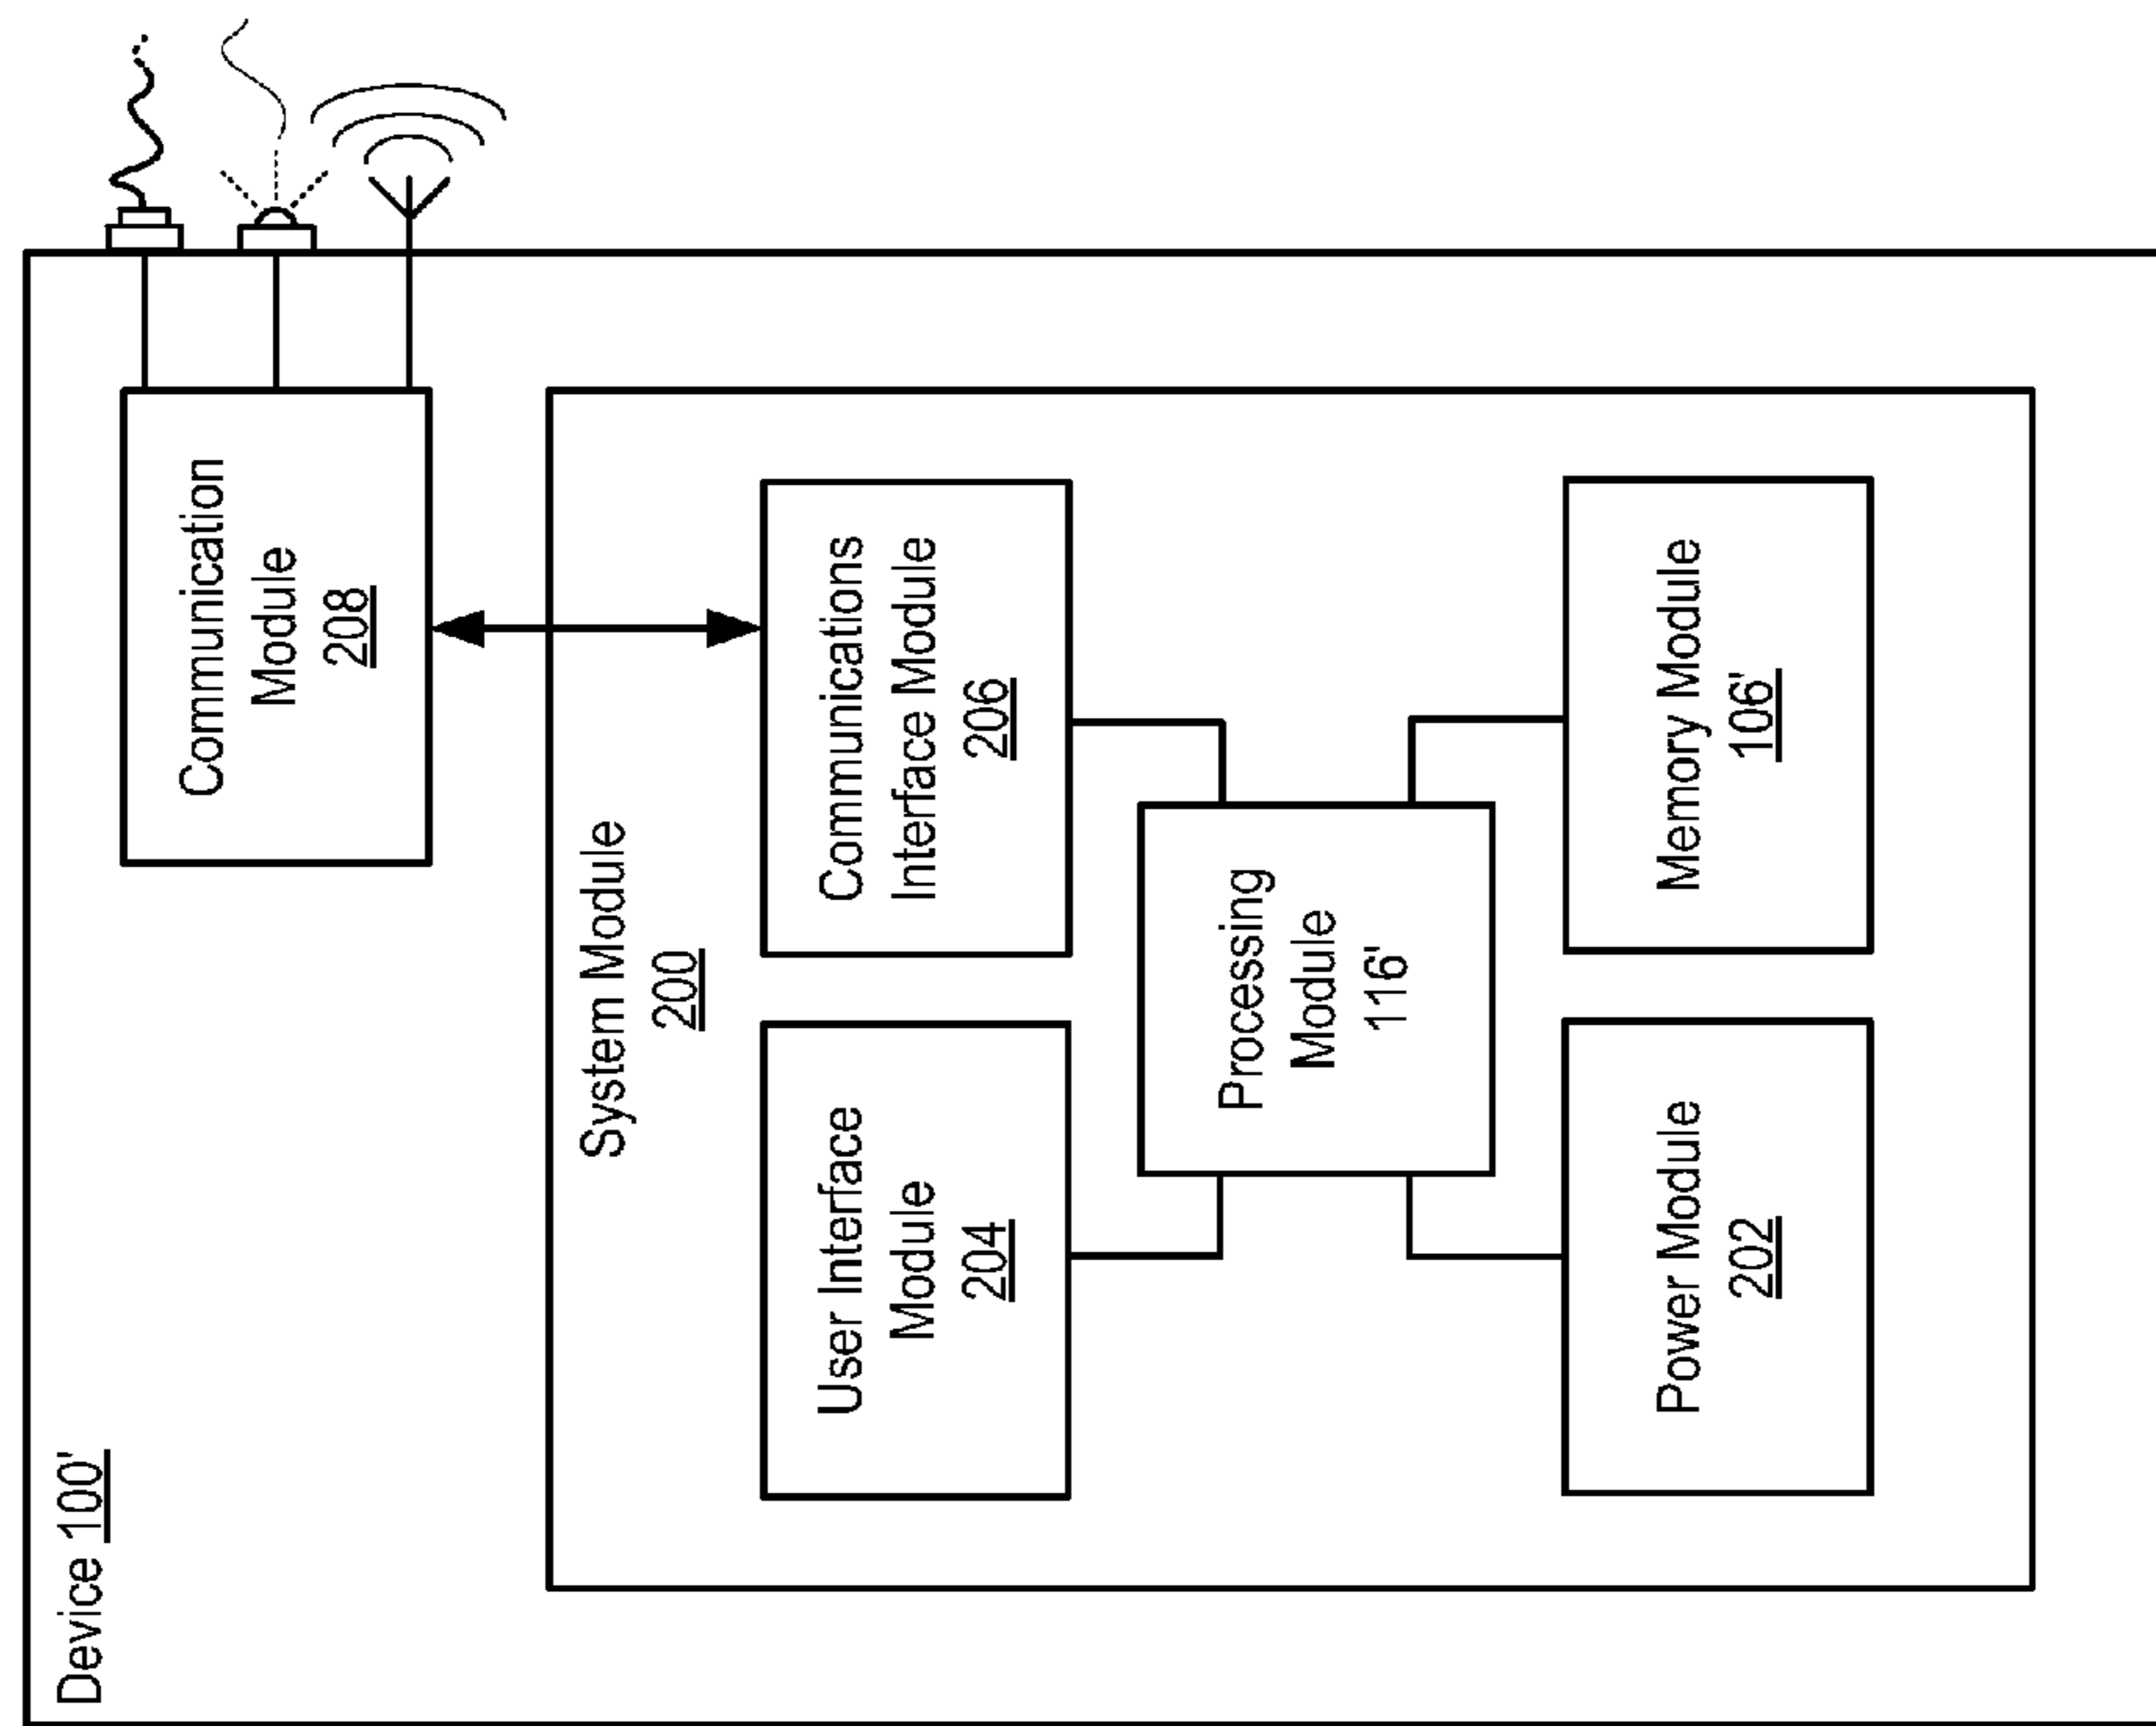 Device 100'
Communication
Module
208
System Module
200
User Interface
Module
204
Communications
Interface Module
206
Processing
Module
116'
Power Module
202
Memory Module
106'